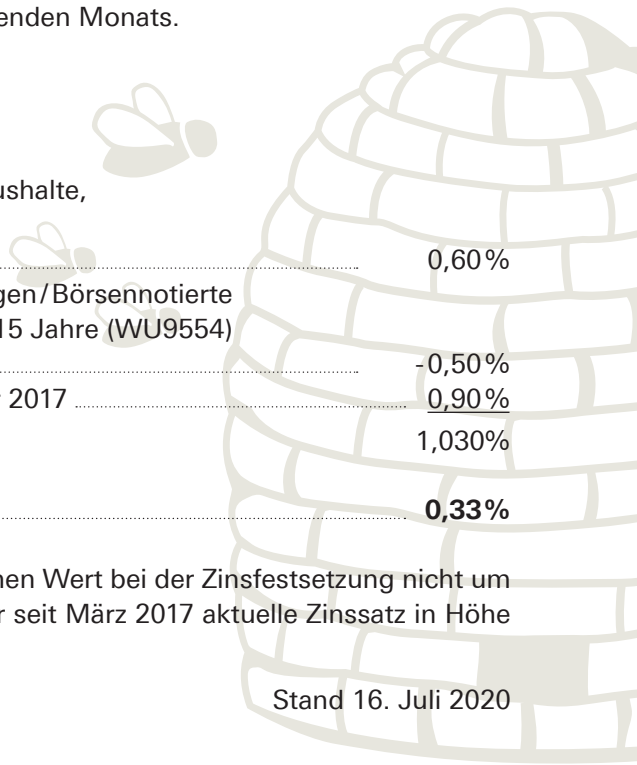 enden Monats.
ushalte,
0,60 %
gen / Börsennotierte
15 Jahre (WU9554)
-0,50 %
2017 0,90 %
1,030%
0,33 %
nen Wert bei der Zinsfestsetzung nicht um
r seit März 2017 aktuelle Zinssatz in Höhe
Stand 16. Juli 2020